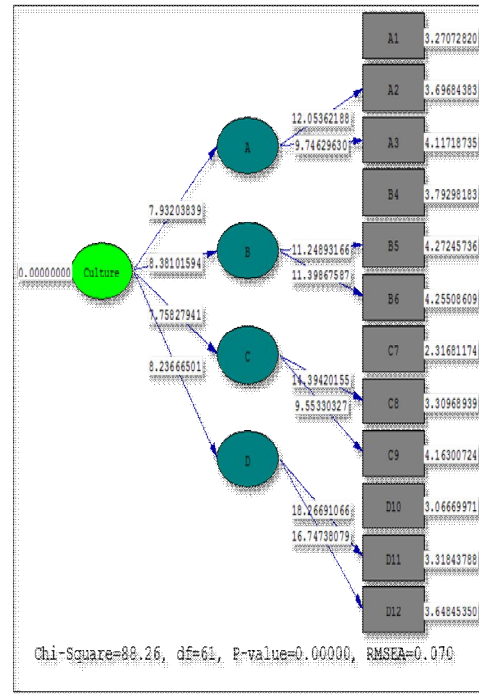 A1 3.27072820
A2 3.69684383
12.05362188
A3 4.11718735
9.74629630
A
B4 3.79298183
7.93203839
B5 4.27245736
11.24893166
B
8.38101594
11.39867587
0.00000000 Culture
B6 4.25508609
7.75827941
C7 2.31681174
C
8.23666501
14.39420155
C8 3.30968939
9.55330327
C9 4.16300724
D
D10 3.06669971
18.26691066
16.74738079
D11 3.31843788
D12 3.64845350
Chi-Square=88.26, df=61, P-value=0.00000, RMSEA=0.070